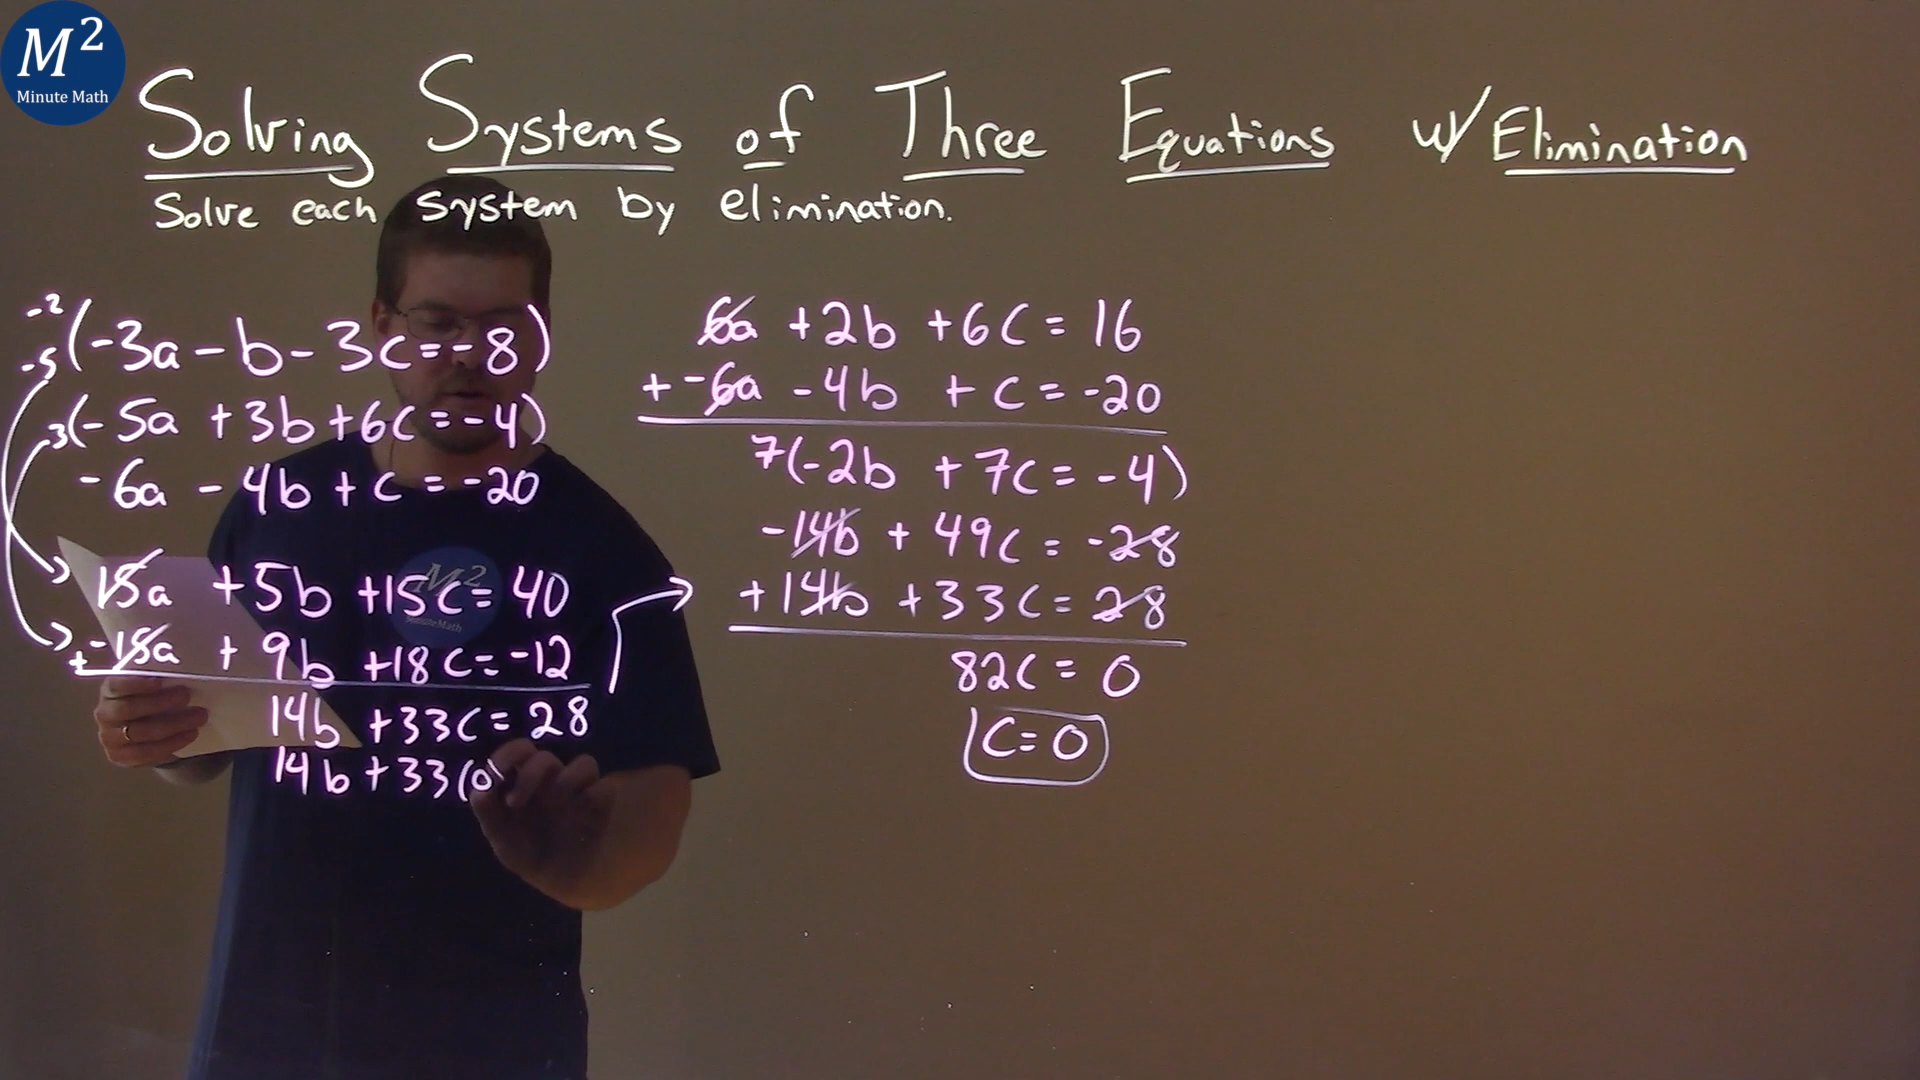 M²
Minute Math
Solving Systems of Three Equations w/ Elimination
Solve each system by elimination.
-2
-5 (-3a - b - 3c = -8)
3(-5a + 3b + 6c = -4)
-6a - 4b + c = -20
15a + 5b + 15c = 40
+ -15a + 9b + 18c = -12
14b + 33c = 28
14b + 33(0)
6a + 2b + 6c = 16
+ -6a - 4b + c = -20
7(-2b + 7c = -4)
-14b + 49c = -28
+ 14b + 33c = 28
82c = 0
c = 0
M²